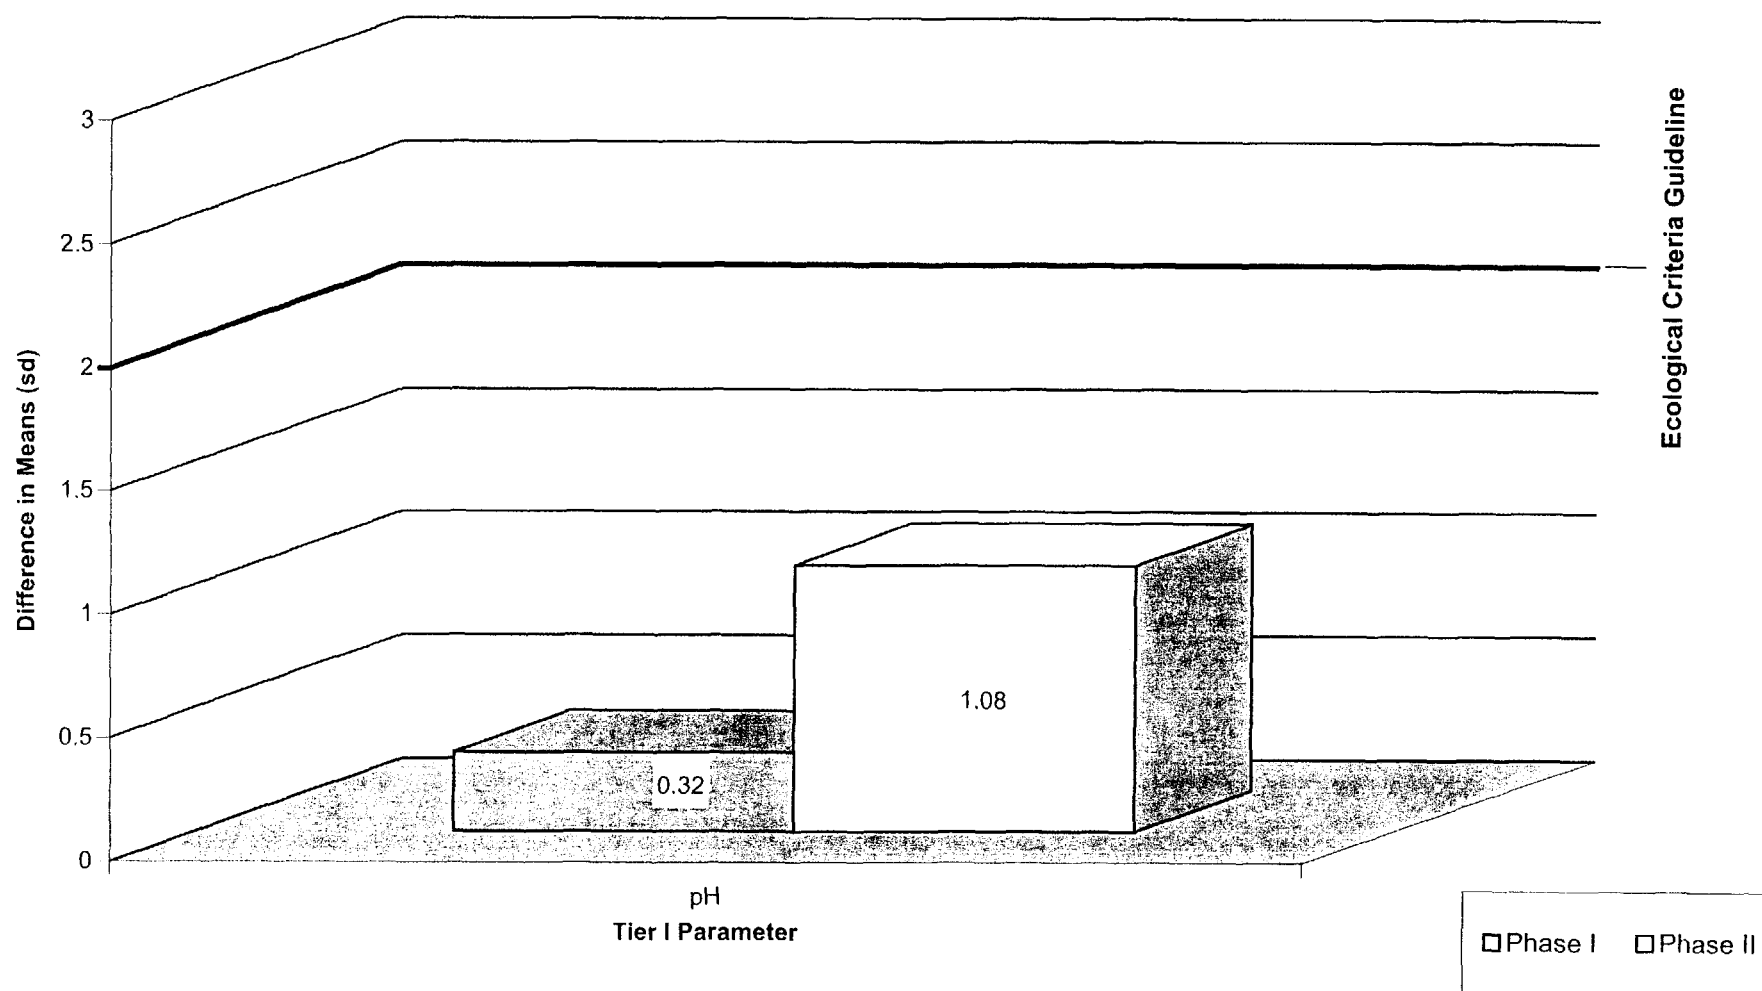 3
2.5
2
1.5
1
0.5
0
Difference in Means (sd)
Ecological Criteria Guideline
0.32
1.08
pH
Tier I Parameter
Phase I
Phase II